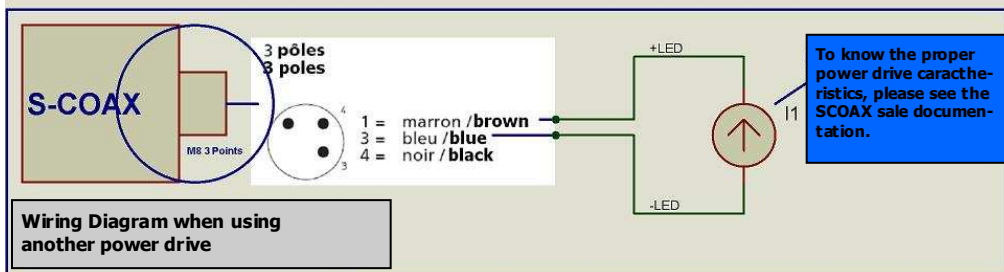 S-COAX
M8 3 Points
3 pôles
3 poles
4
3
1 = marron / brown
3 = bleu / blue
4 = noir / black
+LED
-LED
I1
To know the proper
power drive caracthe-
ristics, please see the
SCOAX sale documen-
tation.
Wiring Diagram when using
another power drive